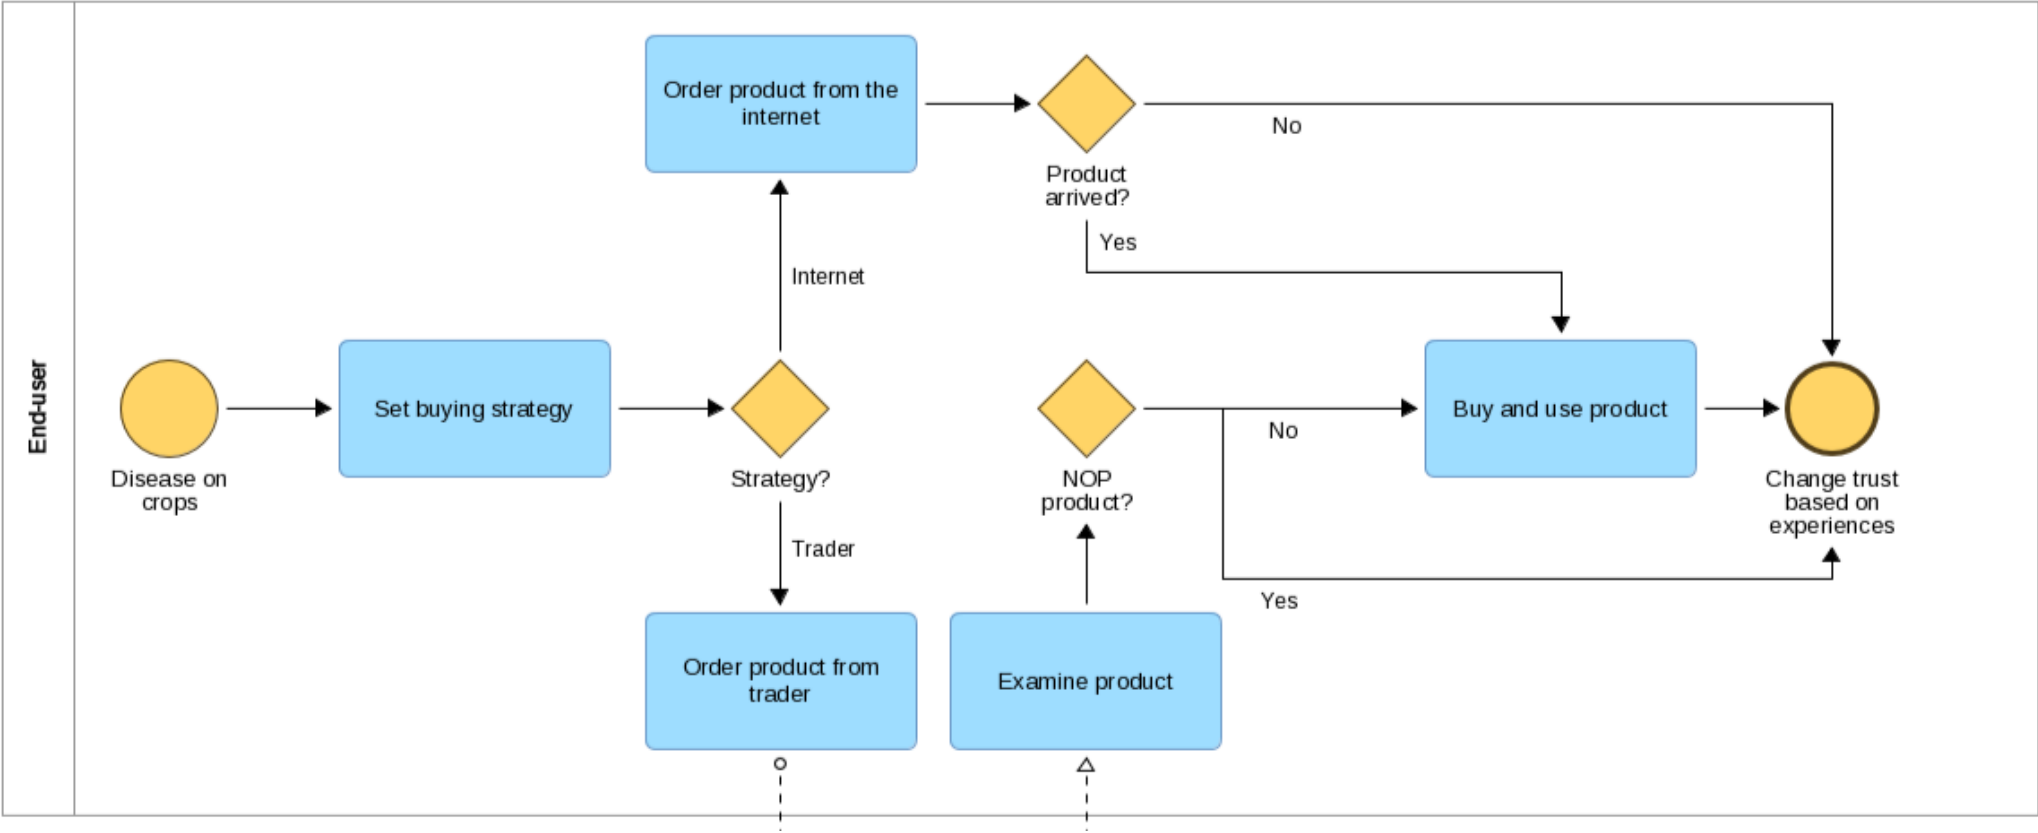 End-user
Order product from the
internet
Product
arrived?
No
Yes
Internet
Disease on
crops
Set buying strategy
Strategy?
NOP
product?
No
Buy and use product
Change trust
based on
experiences
Trader
Yes
Order product from
trader
Examine product